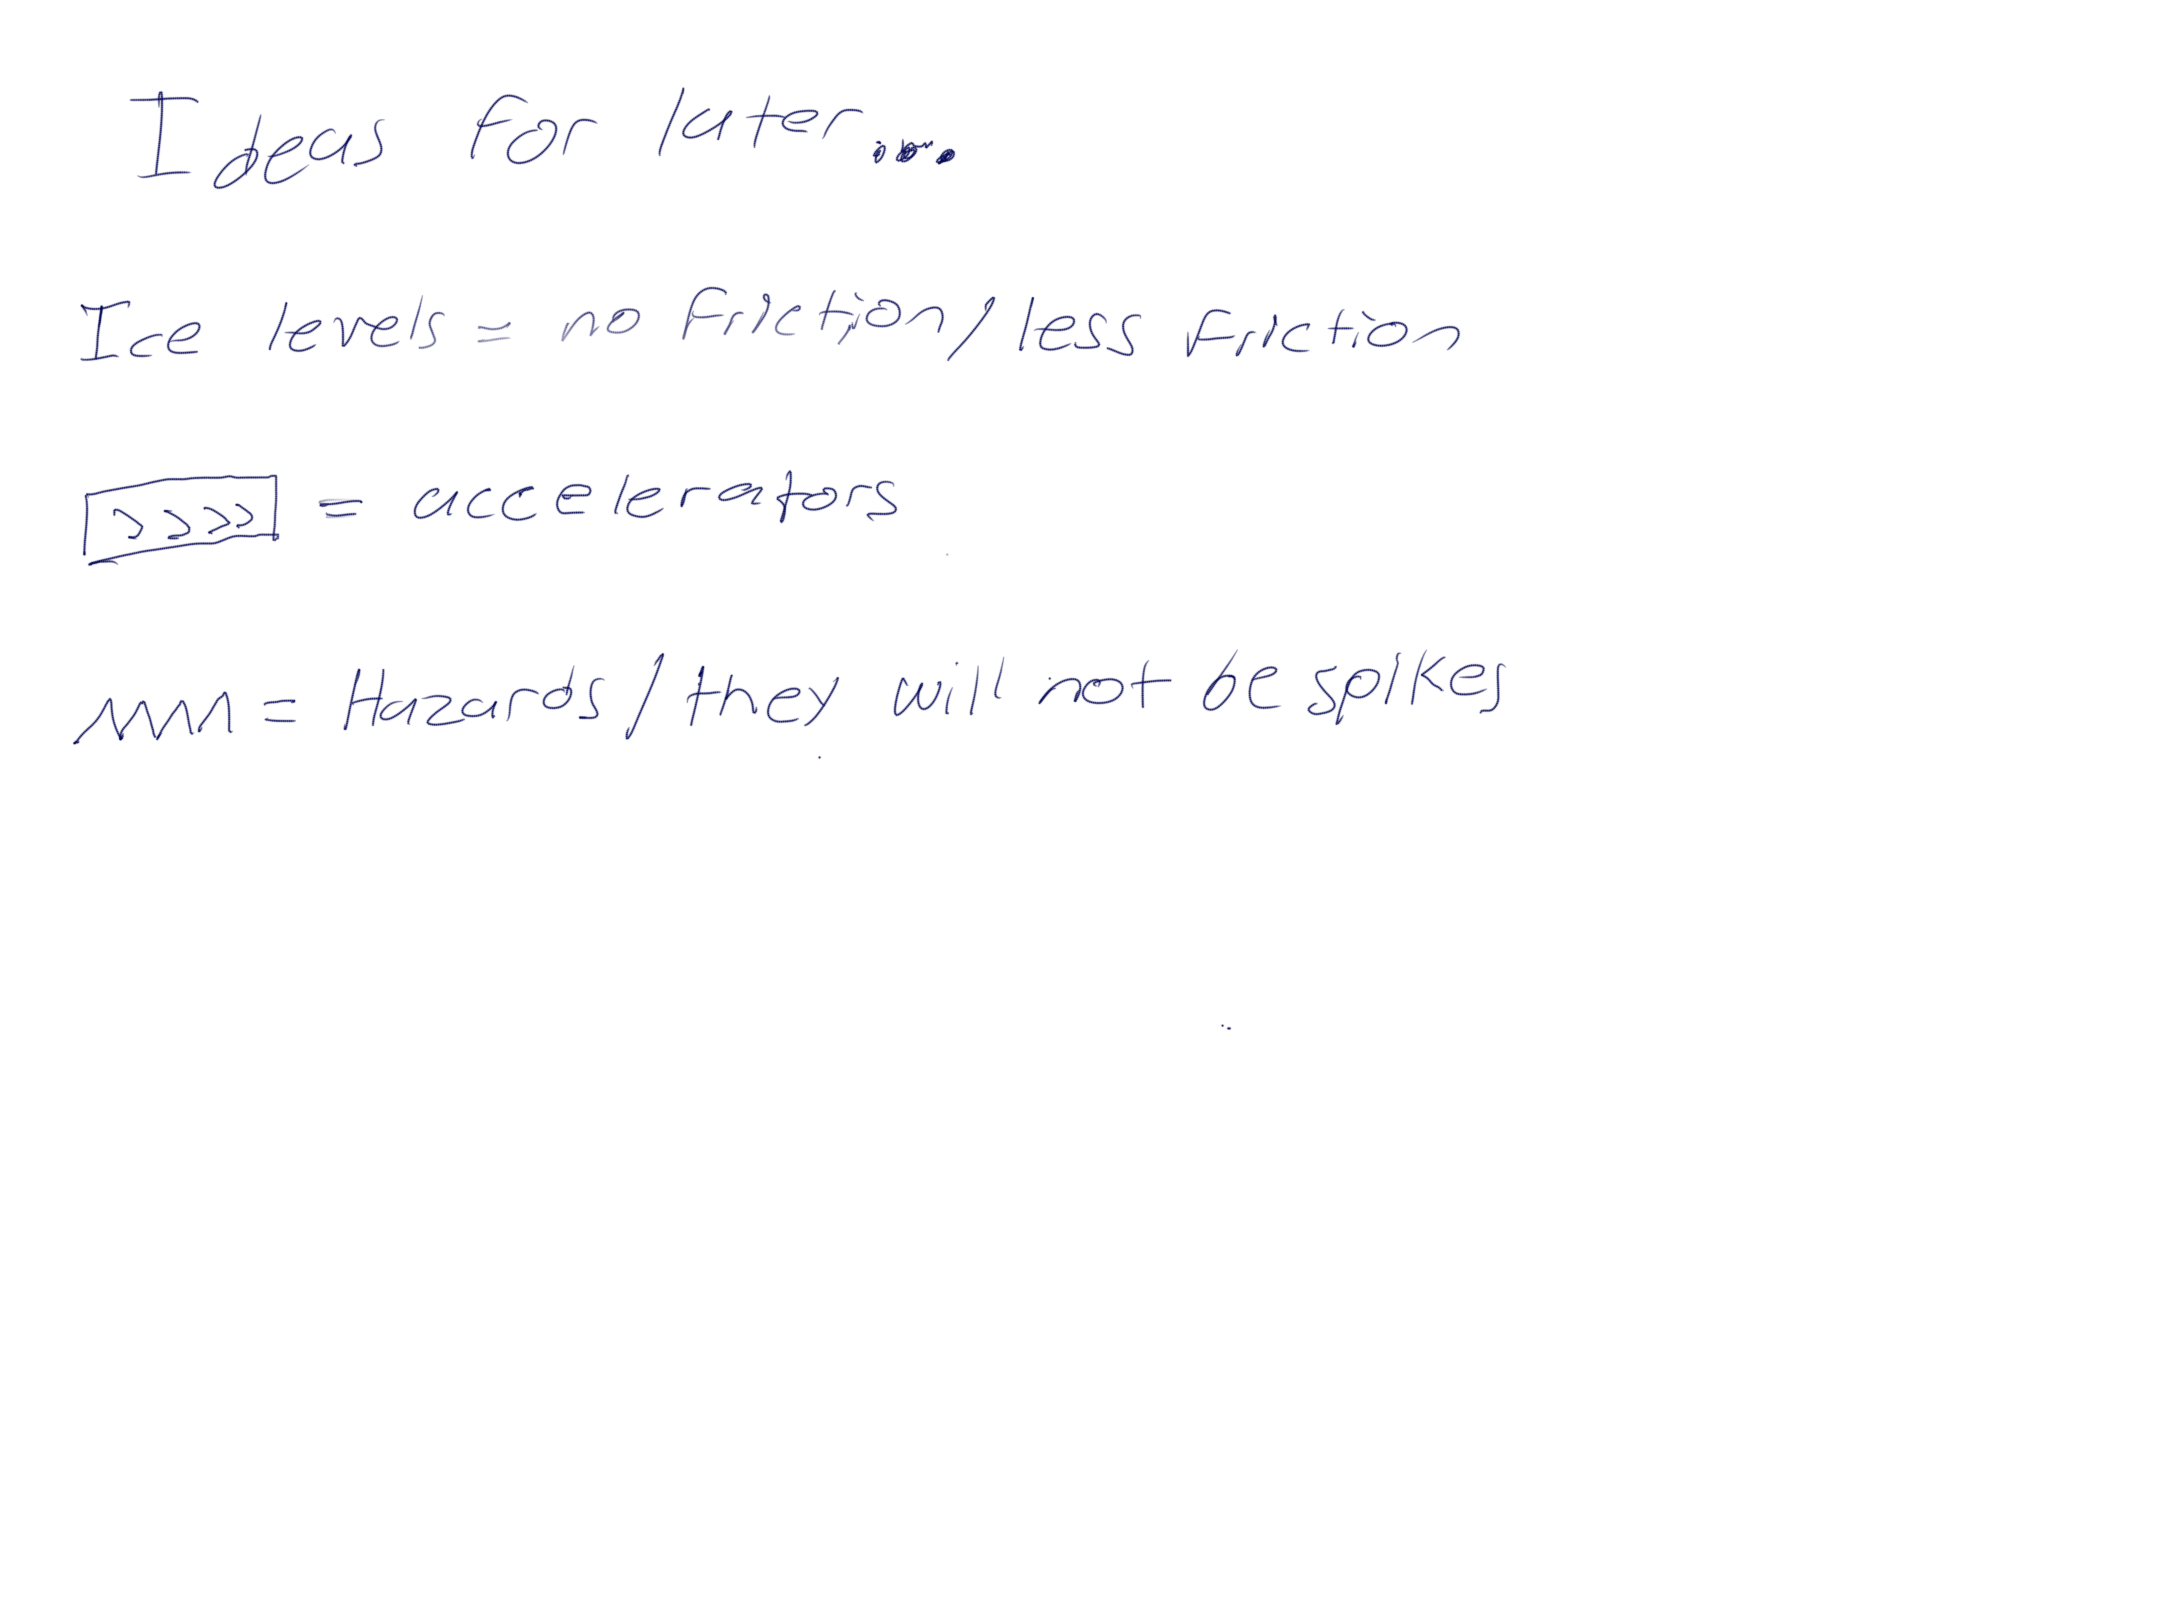 Ideas for later...
Ice levels = no friction/less friction
>>>> = accelerators
= Hazards/they will not be spikes